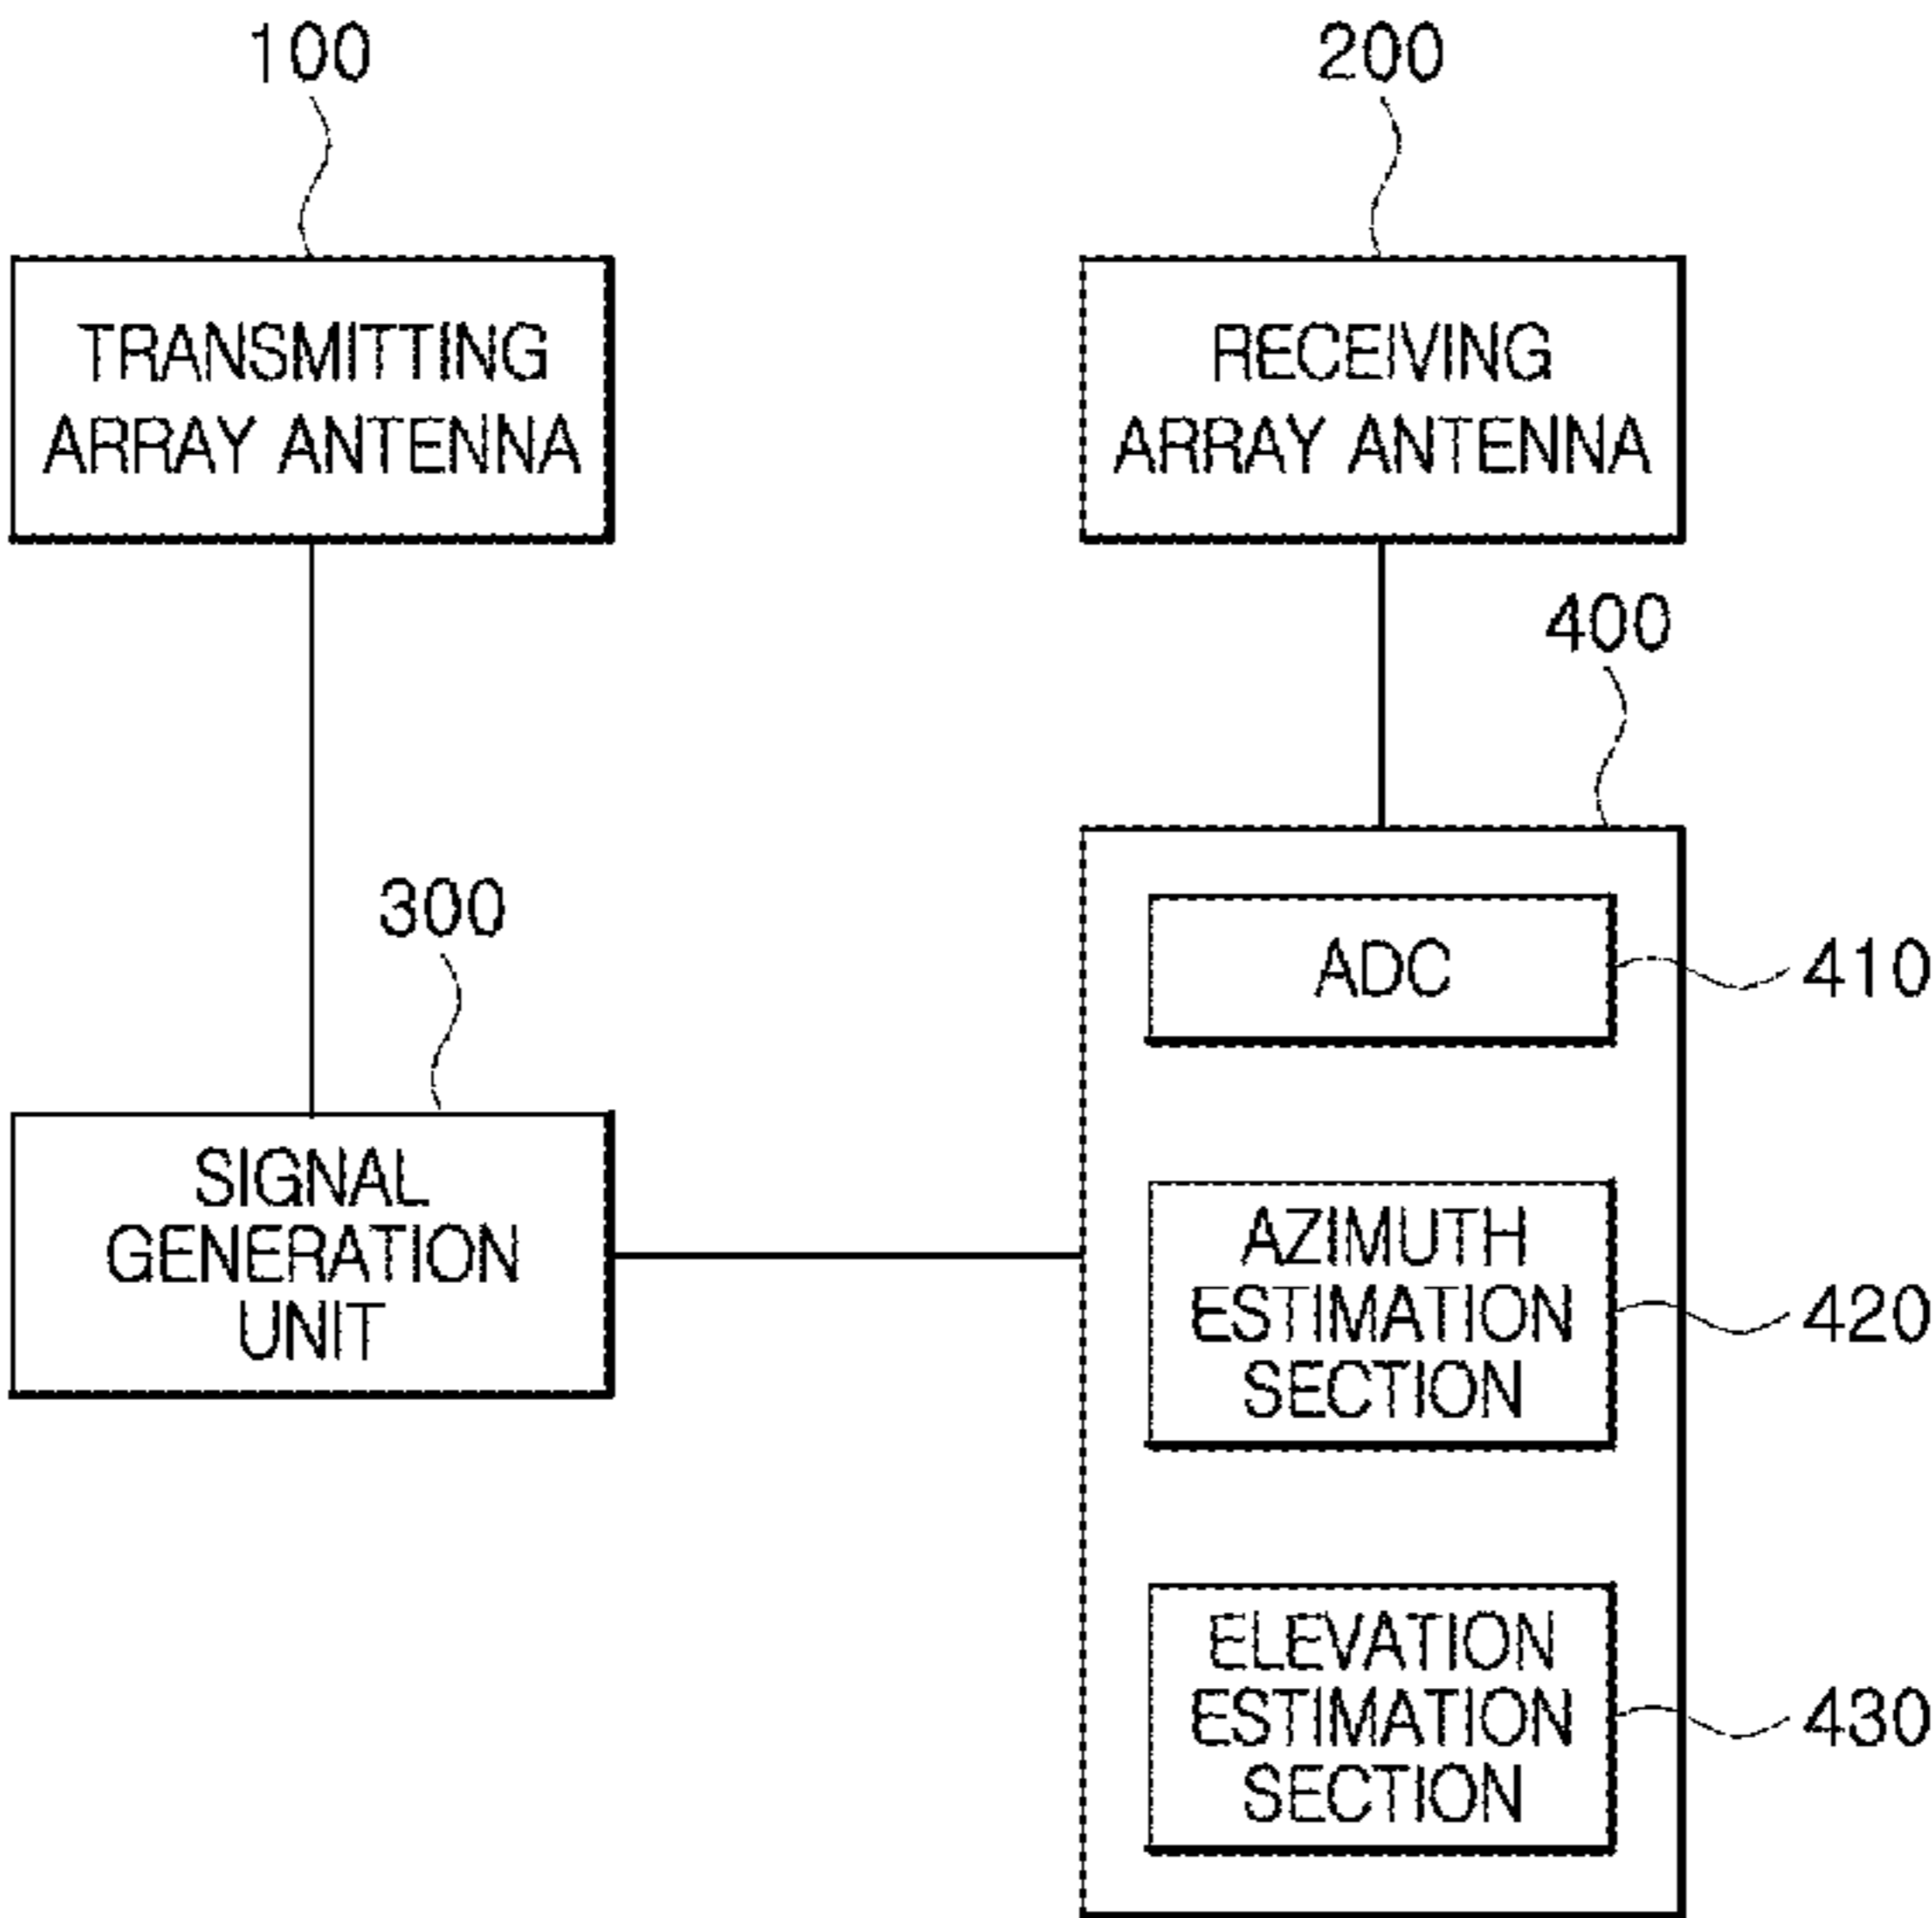 100
200
TRANSMITTING
ARRAY ANTENNA
RECEIVING
ARRAY ANTENNA
400
300
ADC
410
SIGNAL
GENERATION
UNIT
AZIMUTH
ESTIMATION
SECTION
420
ELEVATION
ESTIMATION
SECTION
430